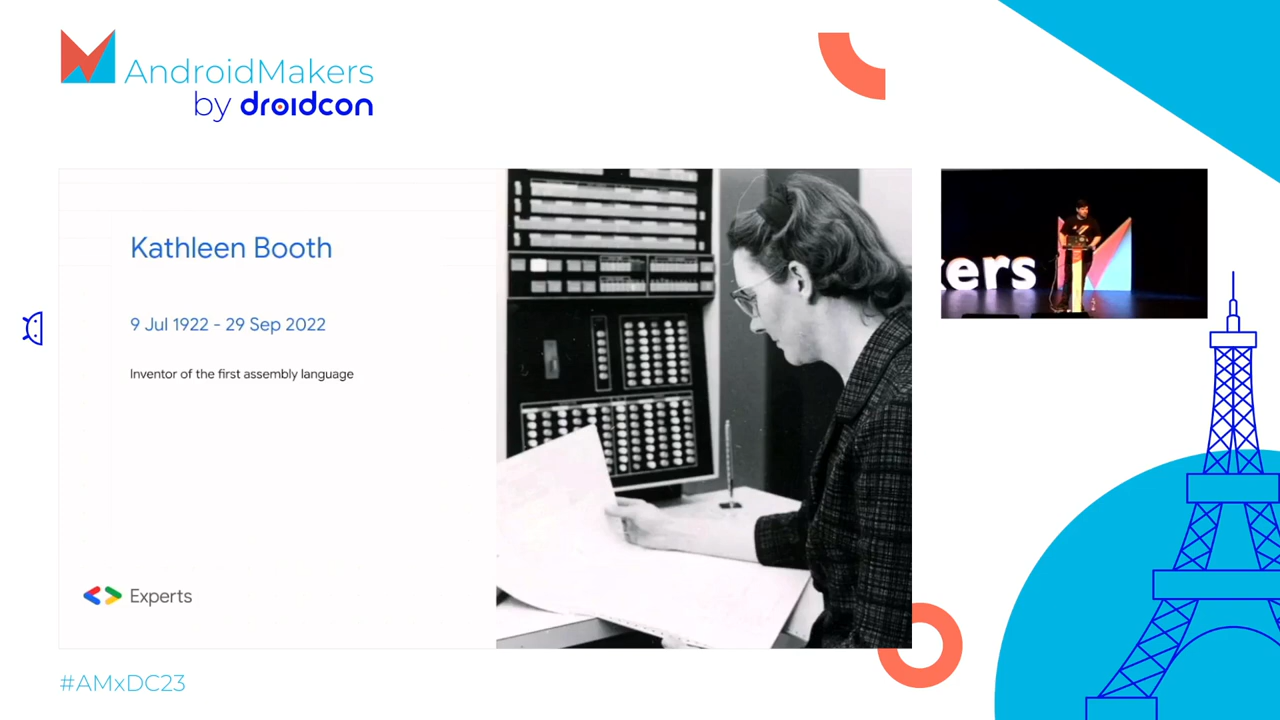 AndroidMakers
by droidcon
Kathleen Booth
9 Jul 1922 - 29 Sep 2022
Inventor of the first assembly language
Experts
kers
#AMxDC23